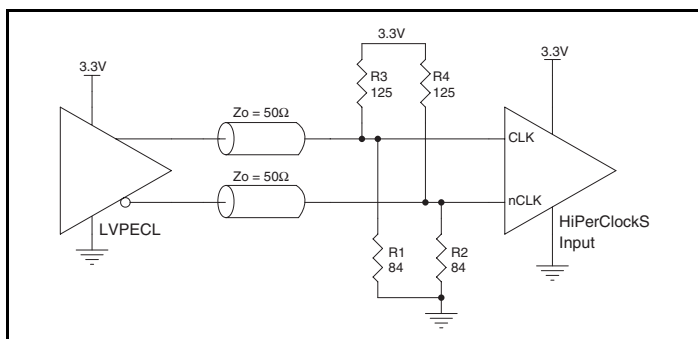 3.3V
3.3V
3.3V
R3
125
R4
125
Zo = 50Ω
CLK
Zo = 50Ω
nCLK
LVPECL
HiPerClockS
Input
R1
84
R2
84